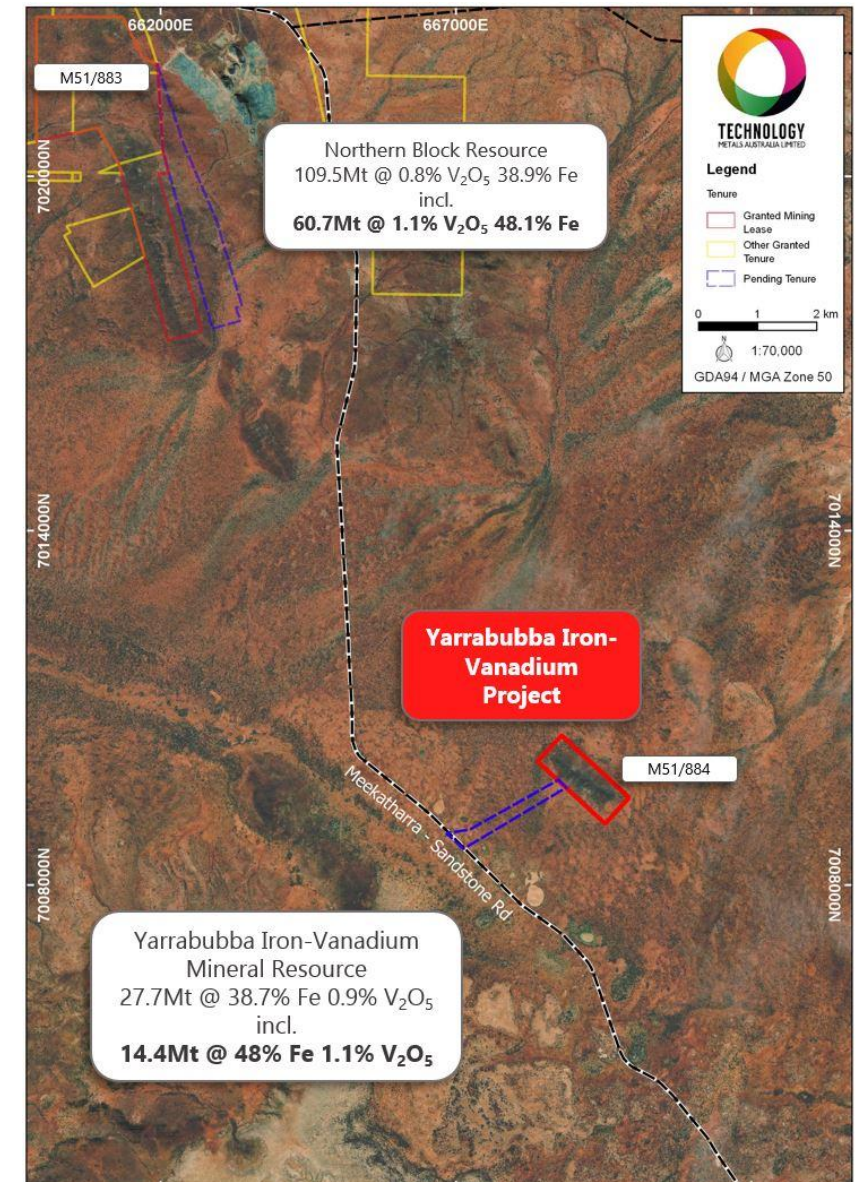 662000E
667000E
M51/883
TECHNOLOGY
METALS AUSTRALIA LIMITED
Legend
Tenure
Granted Mining
Lease
Other Granted
Tenure
Pending Tenure
0 1 2 km
N
1:70,000
GDA94 / MGA Zone 50
Northern Block Resource
109.5Mt @ 0.8% V₂O₅ 38.9% Fe
incl.
60.7Mt @ 1.1% V₂O₅ 48.1% Fe
7020000N
7014000N
7014000N
Yarrabubba Iron-
Vanadium
Project
M51/884
Meekatharra - Sandstone Rd
7008000N
7008000N
Yarrabubba Iron-Vanadium
Mineral Resource
27.7Mt @ 38.7% Fe 0.9% V₂O₅
incl.
14.4Mt @ 48% Fe 1.1% V₂O₅